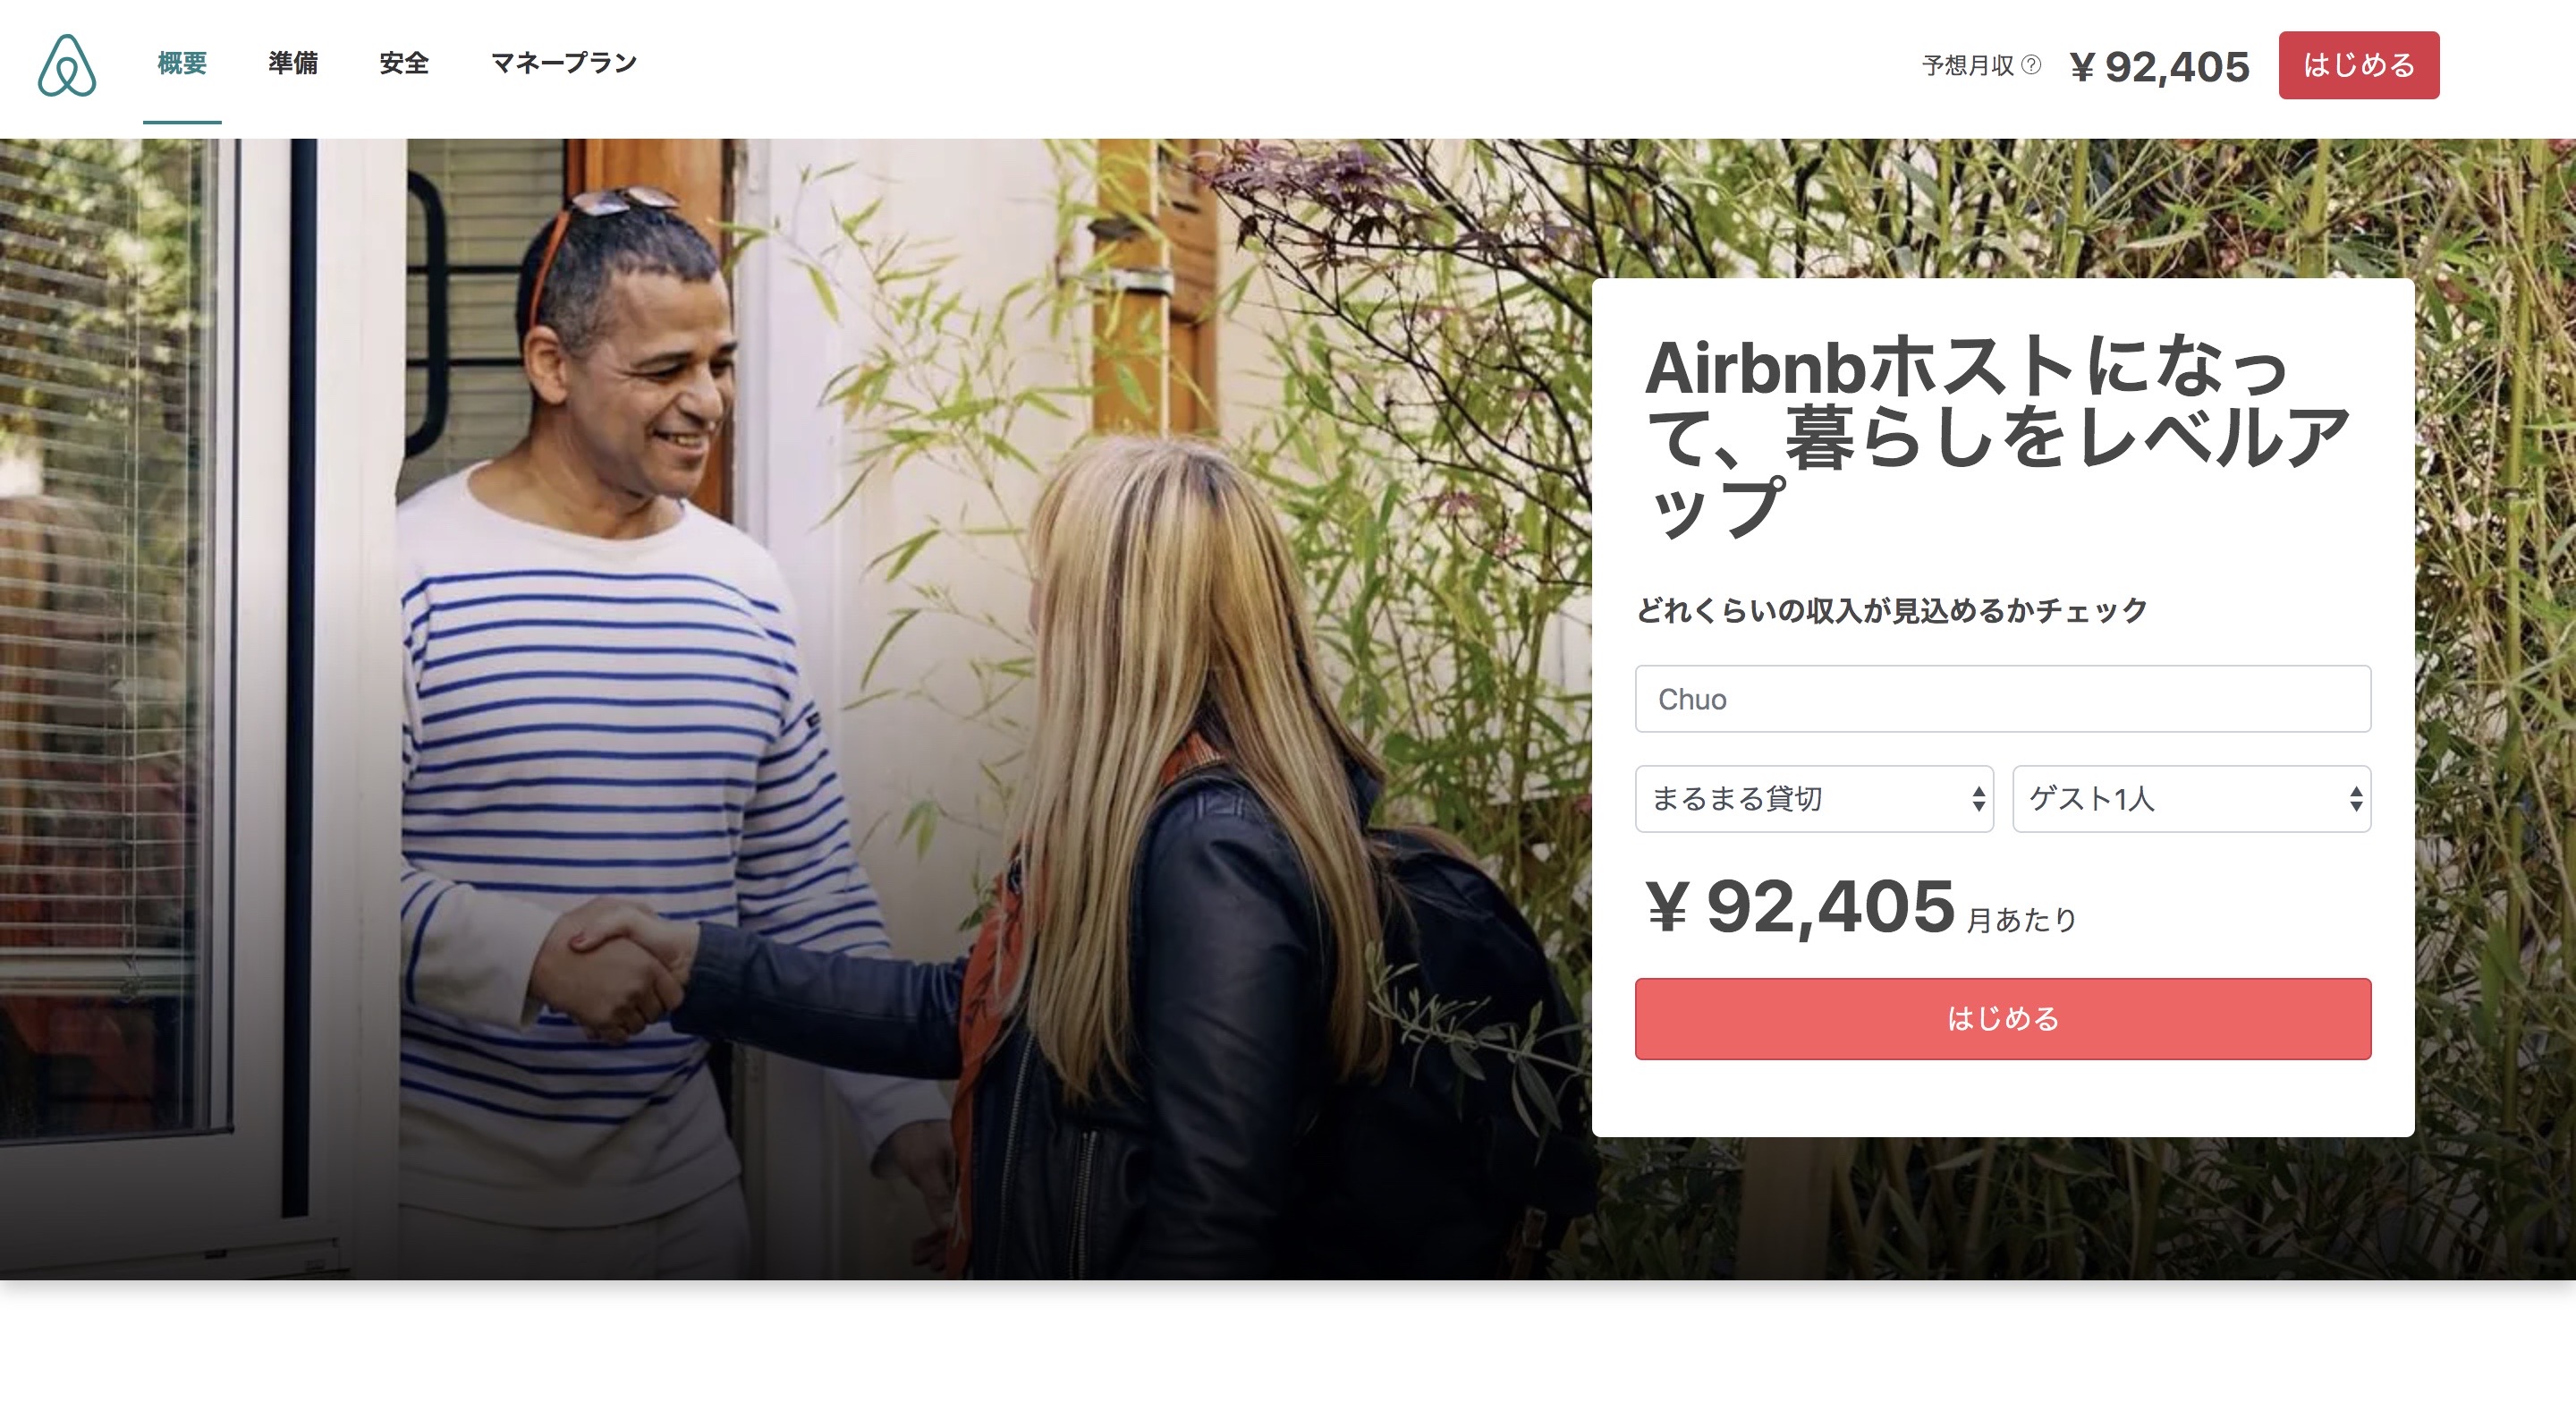 概要 準備 安全 マネープラン 予想月収 ? ¥ 92,405 はじめる
Airbnbホストになっ
て、暮らしをレベルア
ップ
どれくらいの収入が見込めるかチェック
Chuo
まるまる貸切 ゲスト1人
¥ 92,405 月あたり
はじめる